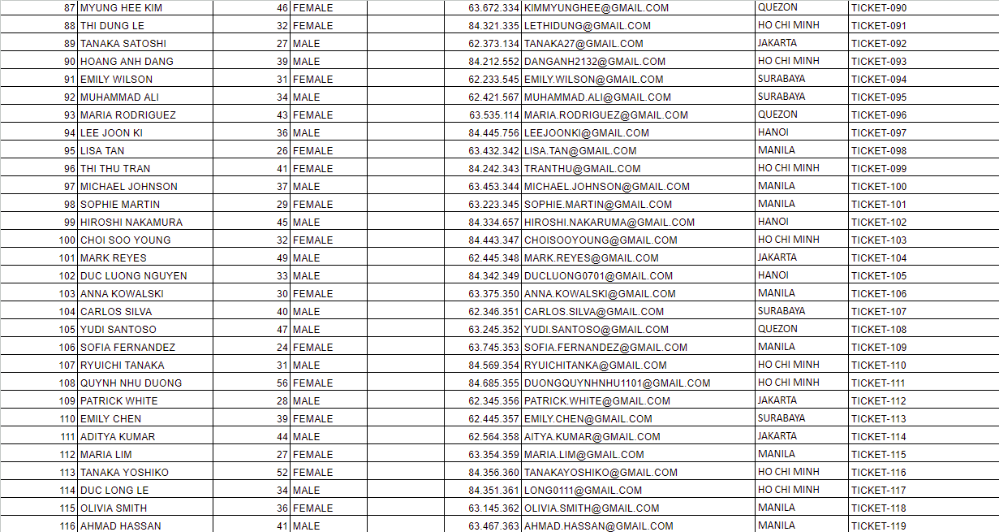 87 MYUNG HEE KIM 46 FEMALE 63.672.334 KIMMYUNGHEE@GMAIL.COM QUEZON TICKET-090
88 THI DUNG LE 32 FEMALE 84.321.335 LETHIDUNG@GMAIL.COM HO CHI MINH TICKET-091
89 TANAKA SATOSHI 27 MALE 62.373.134 TANAKA27@GMAIL.COM JAKARTA TICKET-092
90 HOANG ANH DANG 39 MALE 84.212.552 DANGANH2132@GMAIL.COM HO CHI MINH TICKET-093
91 EMILY WILSON 31 FEMALE 62.233.545 EMILY.WILSON@GMAIL.COM SURABAYA TICKET-094
92 MUHAMMAD ALI 34 MALE 62.421.567 MUHAMMAD.ALI@GMAIL.COM SURABAYA TICKET-095
93 MARIA RODRIGUEZ 43 FEMALE 63.535.114 MARIA.RODRIGUEZ@GMAIL.COM QUEZON TICKET-096
94 LEE JOON KI 36 MALE 84.445.756 LEEJOONKI@GMAIL.COM HANOI TICKET-097
95 LISA TAN 26 FEMALE 63.432.342 LISA.TAN@GMAIL.COM MANILA TICKET-098
96 THI THU TRAN 41 FEMALE 84.242.343 TRANTHU@GMAIL.COM HO CHI MINH TICKET-099
97 MICHAEL JOHNSON 37 MALE 63.453.344 MICHAEL.JOHNSON@GMAIL.COM MANILA TICKET-100
98 SOPHIE MARTIN 29 FEMALE 63.223.345 SOPHIE.MARTIN@GMAIL.COM MANILA TICKET-101
99 HIROSHI NAKAMURA 45 MALE 84.334.657 HIROSHI.NAKARUMA@GMAIL.COM HANOI TICKET-102
100 CHOI SOO YOUNG 32 FEMALE 84.443.347 CHOISOOYOUNG@GMAIL.COM HO CHI MINH TICKET-103
101 MARK REYES 49 MALE 62.445.348 MARK.REYES@GMAIL.COM JAKARTA TICKET-104
102 DUC LUONG NGUYEN 33 MALE 84.342.349 DUCLUONG0701@GMAIL.COM HANOI TICKET-105
103 ANNA KOWALSKI 30 FEMALE 63.375.350 ANNA.KOWALSKI@GMAIL.COM MANILA TICKET-106
104 CARLOS SILVA 40 MALE 62.346.351 CARLOS.SILVA@GMAIL.COM SURABAYA TICKET-107
105 YUDI SANTOSO 47 MALE 63.245.352 YUDI.SANTOSO@GMAIL.COM QUEZON TICKET-108
106 SOFIA FERNANDEZ 24 FEMALE 63.745.353 SOFIA.FERNANDEZ@GMAIL.COM MANILA TICKET-109
107 RYUICHI TANAKA 31 MALE 84.569.354 RYUICHITANKA@GMAIL.COM HO CHI MINH TICKET-110
108 QUYNH NHU DUONG 56 FEMALE 84.685.355 DUONGQUYNHNHU1101@GMAIL.COM HO CHI MINH TICKET-111
109 PATRICK WHITE 28 MALE 62.345.356 PATRICK.WHITE@GMAIL.COM JAKARTA TICKET-112
110 EMILY CHEN 39 FEMALE 62.445.357 EMILY.CHEN@GMAIL.COM SURABAYA TICKET-113
111 ADITYA KUMAR 44 MALE 62.564.358 AITYA.KUMAR@GMAIL.COM JAKARTA TICKET-114
112 MARIA LIM 27 FEMALE 63.354.359 MARIA.LIM@GMAIL.COM MANILA TICKET-115
113 TANAKA YOSHIKO 52 FEMALE 84.356.360 TANAKAYOSHIKO@GMAIL.COM HO CHI MINH TICKET-116
114 DUC LONG LE 34 MALE 84.351.361 LONG0111@GMAIL.COM HO CHI MINH TICKET-117
115 OLIVIA SMITH 36 FEMALE 63.145.362 OLIVIA.SMITH@GMAIL.COM MANILA TICKET-118
116 AHMAD HASSAN 41 MALE 63.467.363 AHMAD.HASSAN@GMAIL.COM MANILA TICKET-119